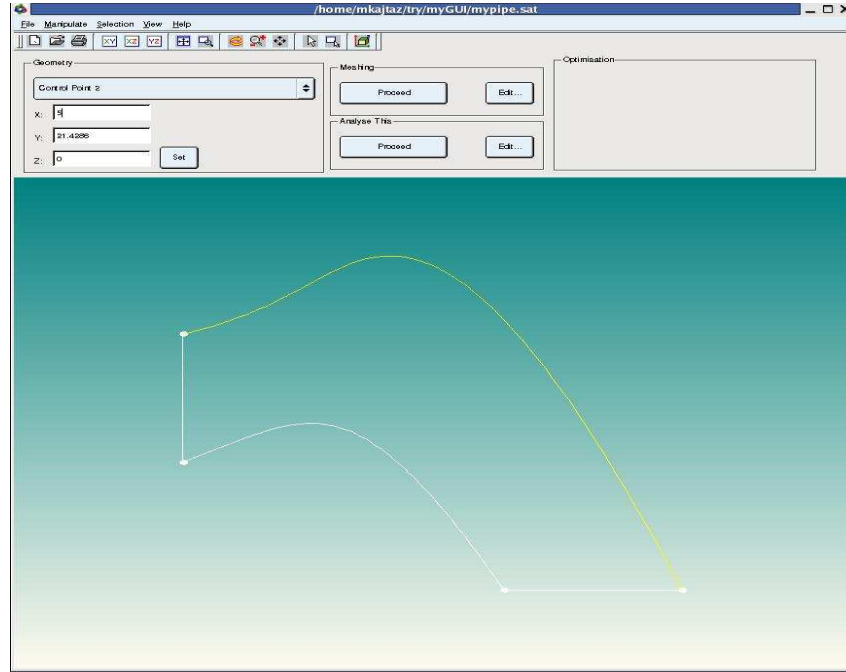 /home/mkajtaz/try/myGUI/mypipe.sat
File Manipulate Selection View Help
XY XZ YZ
Geometry
Control Point 2
X: 5
Y: 21.4286
Z: 0
Set
Meshing
Proceed Edit...
Analyse This
Proceed Edit...
Optimisation